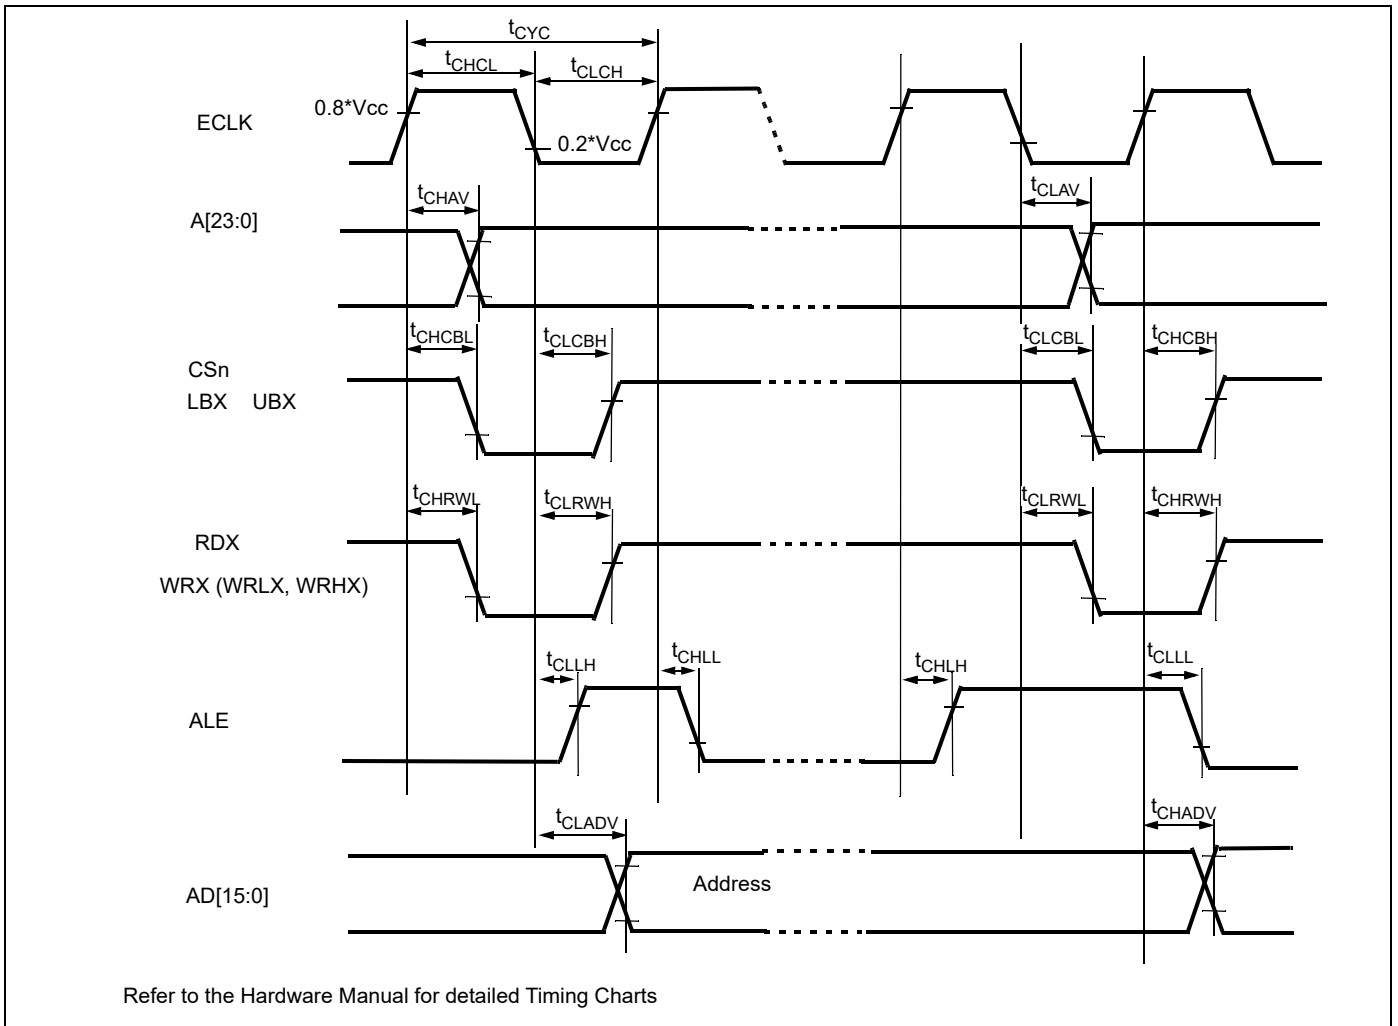 tCYC
tCHCL
tCLCH
0.8*Vcc
ECLK
0.2*Vcc
tCHAV
tCLAV
A[23:0]
tCHCBL
tCLCBH
tCLCBL
tCHCBH
CSn
LBX UBX
tCHRWL
tCLRWH
tCLRWL
tCHRWH
RDX
WRX (WRLX, WRHX)
tCLLH
tCHLL
tCHLH
tCLLL
ALE
tCLADV
tCHADV
Address
AD[15:0]
Refer to the Hardware Manual for detailed Timing Charts